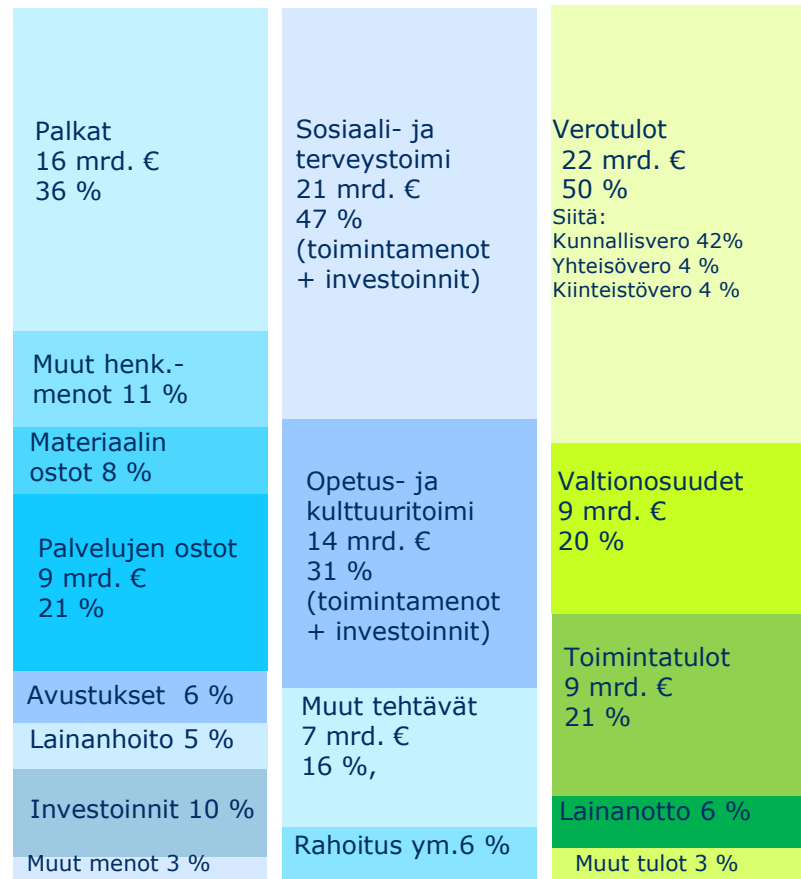 Palkat
16 mrd. €
36 %
Muut henk.-
menot 11 %
Materiaalin
ostot 8 %
Palvelujen ostot
9 mrd. €
21 %
Avustukset 6 %
Lainanhoito 5 %
Investoinnit 10 %
Muut menot 3 %
Sosiaali- ja
terveystoimi
21 mrd. €
47 %
(toimintamenot
+ investoinnit)
Opetus- ja
kulttuuritoimi
14 mrd. €
31 %
(toimintamenot
+ investoinnit)
Muut tehtävät
7 mrd. €
16 %,
Rahoitus ym.6 %
Verotulot
22 mrd. €
50 %
Siitä:
Kunnallisvero 42%
Yhteisövero 4 %
Kiinteistövero 4 %
Valtionosuudet
9 mrd. €
20 %
Toimintatulot
9 mrd. €
21 %
Lainanotto 6 %
Muut tulot 3 %